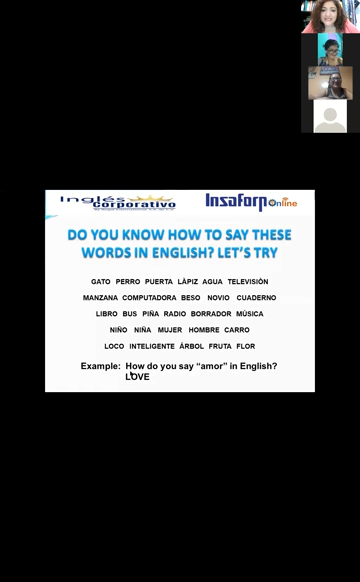 Inglés
corporativo
Insaforp Online
DO YOU KNOW HOW TO SAY THESE
WORDS IN ENGLISH? LET'S TRY
GATO PERRO PUERTA LÀPIZ AGUA TELEVISIÓN
MANZANA COMPUTADORA BESO NOVIO CUADERNO
LIBRO BUS PIÑA RADIO BORRADOR MÚSICA
NIÑO NIÑA MUJER HOMBRE CARRO
LOCO INTELIGENTE ÁRBOL FRUTA FLOR
Example: How do you say “amor” in English?
LOVE